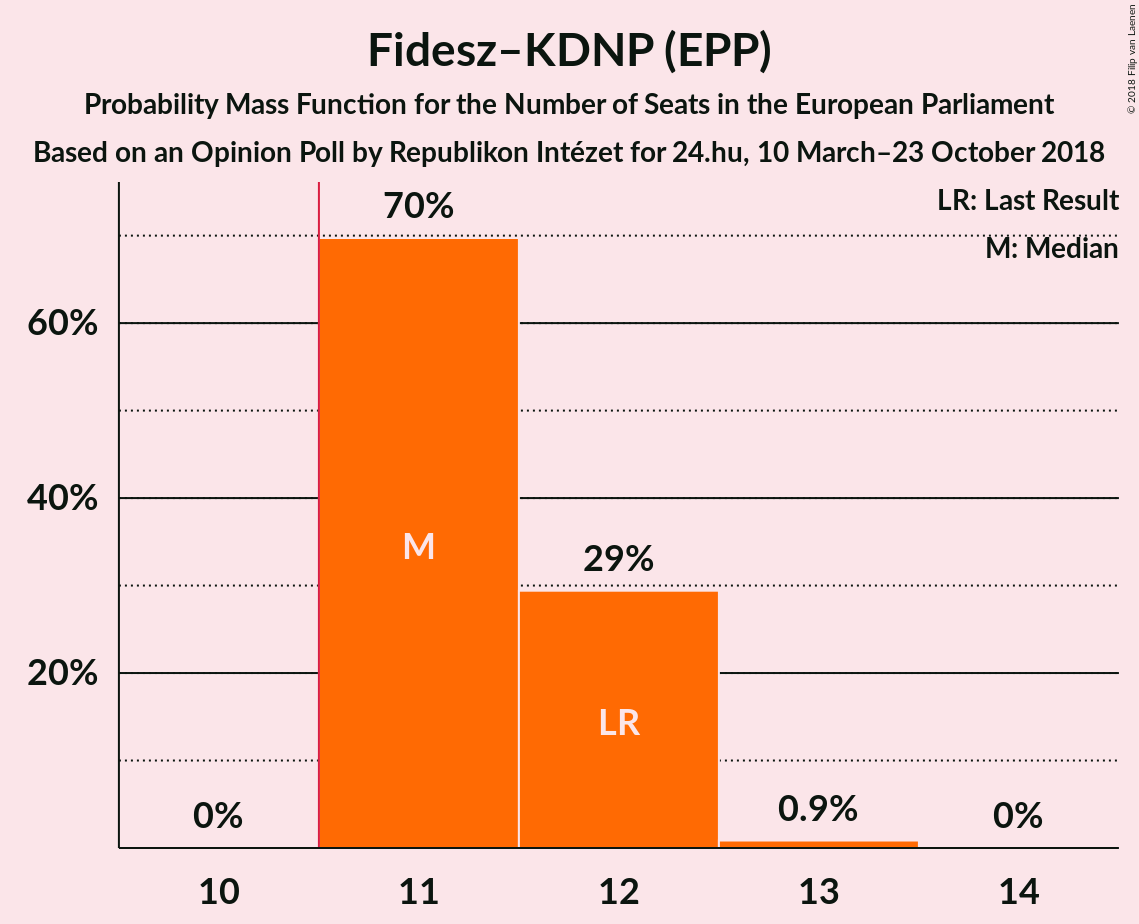 Fidesz–KDNP (EPP)
Probability Mass Function for the Number of Seats in the European Parliament
Based on an Opinion Poll by Republikon Intézet for 24.hu, 10 March–23 October 2018
© 2018 Filip van Laenen
LR: Last Result
M: Median
70%
60%
M
29%
40%
20%
LR
0%
0.9%
0%
10
11
12
13
14